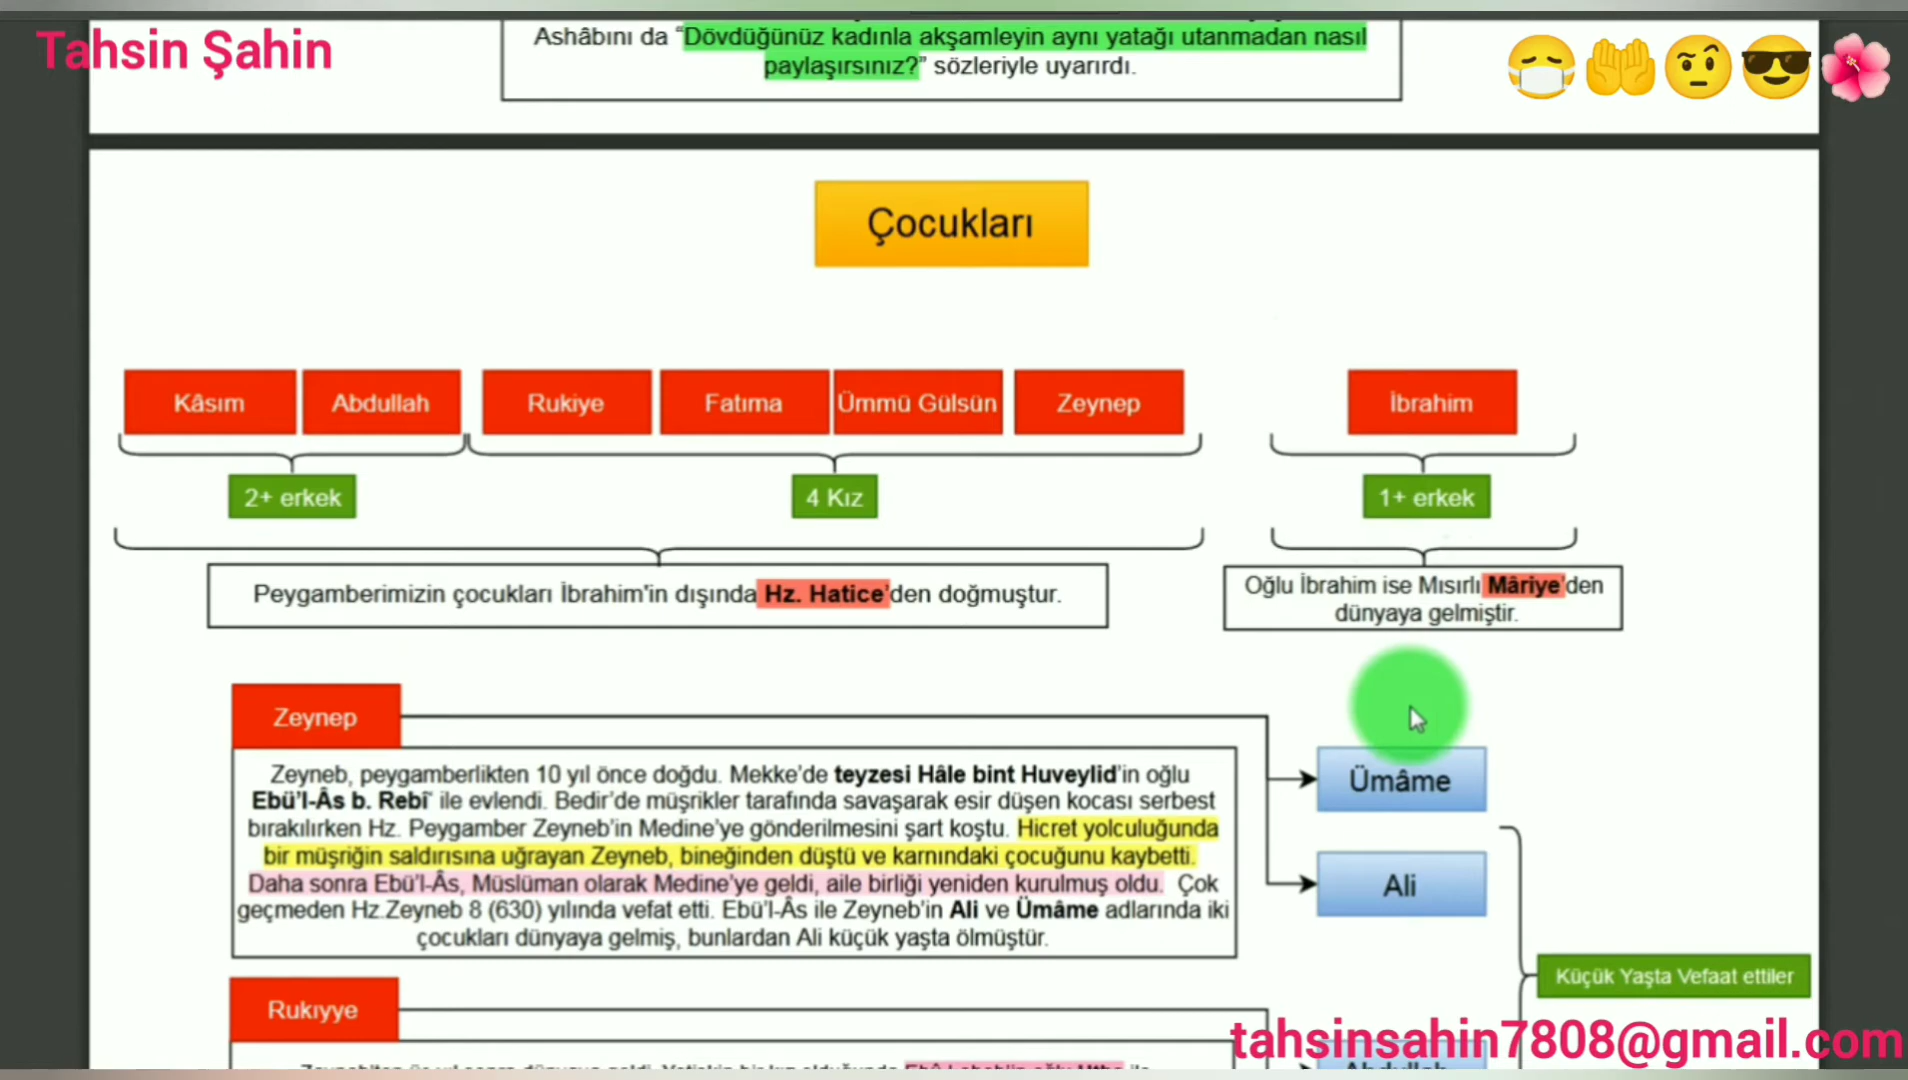 Tahsin Şahin
Ashâbını da “Dövdüğünüz kadınla akşamleyin aynı yatağı utanmadan nasıl
paylaşırsınız?” sözleriyle uyarırdı.
Çocukları
Kâsım
Abdullah
Rukiye
Fatıma
Ümmü Gülsün
Zeynep
İbrahim
2+ erkek
4 Kız
1+ erkek
Peygamberimizin çocukları İbrahim'in dışında Hz. Hatice’den doğmuştur.
Oğlu İbrahim ise Mısırlı Mâriye’den
dünyaya gelmiştir.
Zeynep
Zeyneb, peygamberlikten 10 yıl önce doğdu. Mekke’de teyzesi Hâle bint Huveylid’in oğlu
Ebü’l-Âs b. Rebî‘ ile evlendi. Bedir’de müşrikler tarafında savaşarak esir düşen kocası serbest
bırakılırken Hz. Peygamber Zeyneb’in Medine’ye gönderilmesini şart koştu. Hicret yolculuğunda
bir müşriğin saldırısına uğrayan Zeyneb, bineğinden düştü ve karnındaki çocuğunu kaybetti.
Daha sonra Ebü’l-Âs, Müslüman olarak Medine’ye geldi, aile birliği yeniden kurulmuş oldu. Çok
geçmeden Hz.Zeyneb 8 (630) yılında vefat etti. Ebü’l-Âs ile Zeyneb’in Ali ve Ümâme adlarında iki
çocukları dünyaya gelmiş, bunlardan Ali küçük yaşta ölmüştür.
Ümâme
Ali
Küçük Yaşta Vefaat ettiler
Rukıyye
tahsinsahin7808@gmail.com